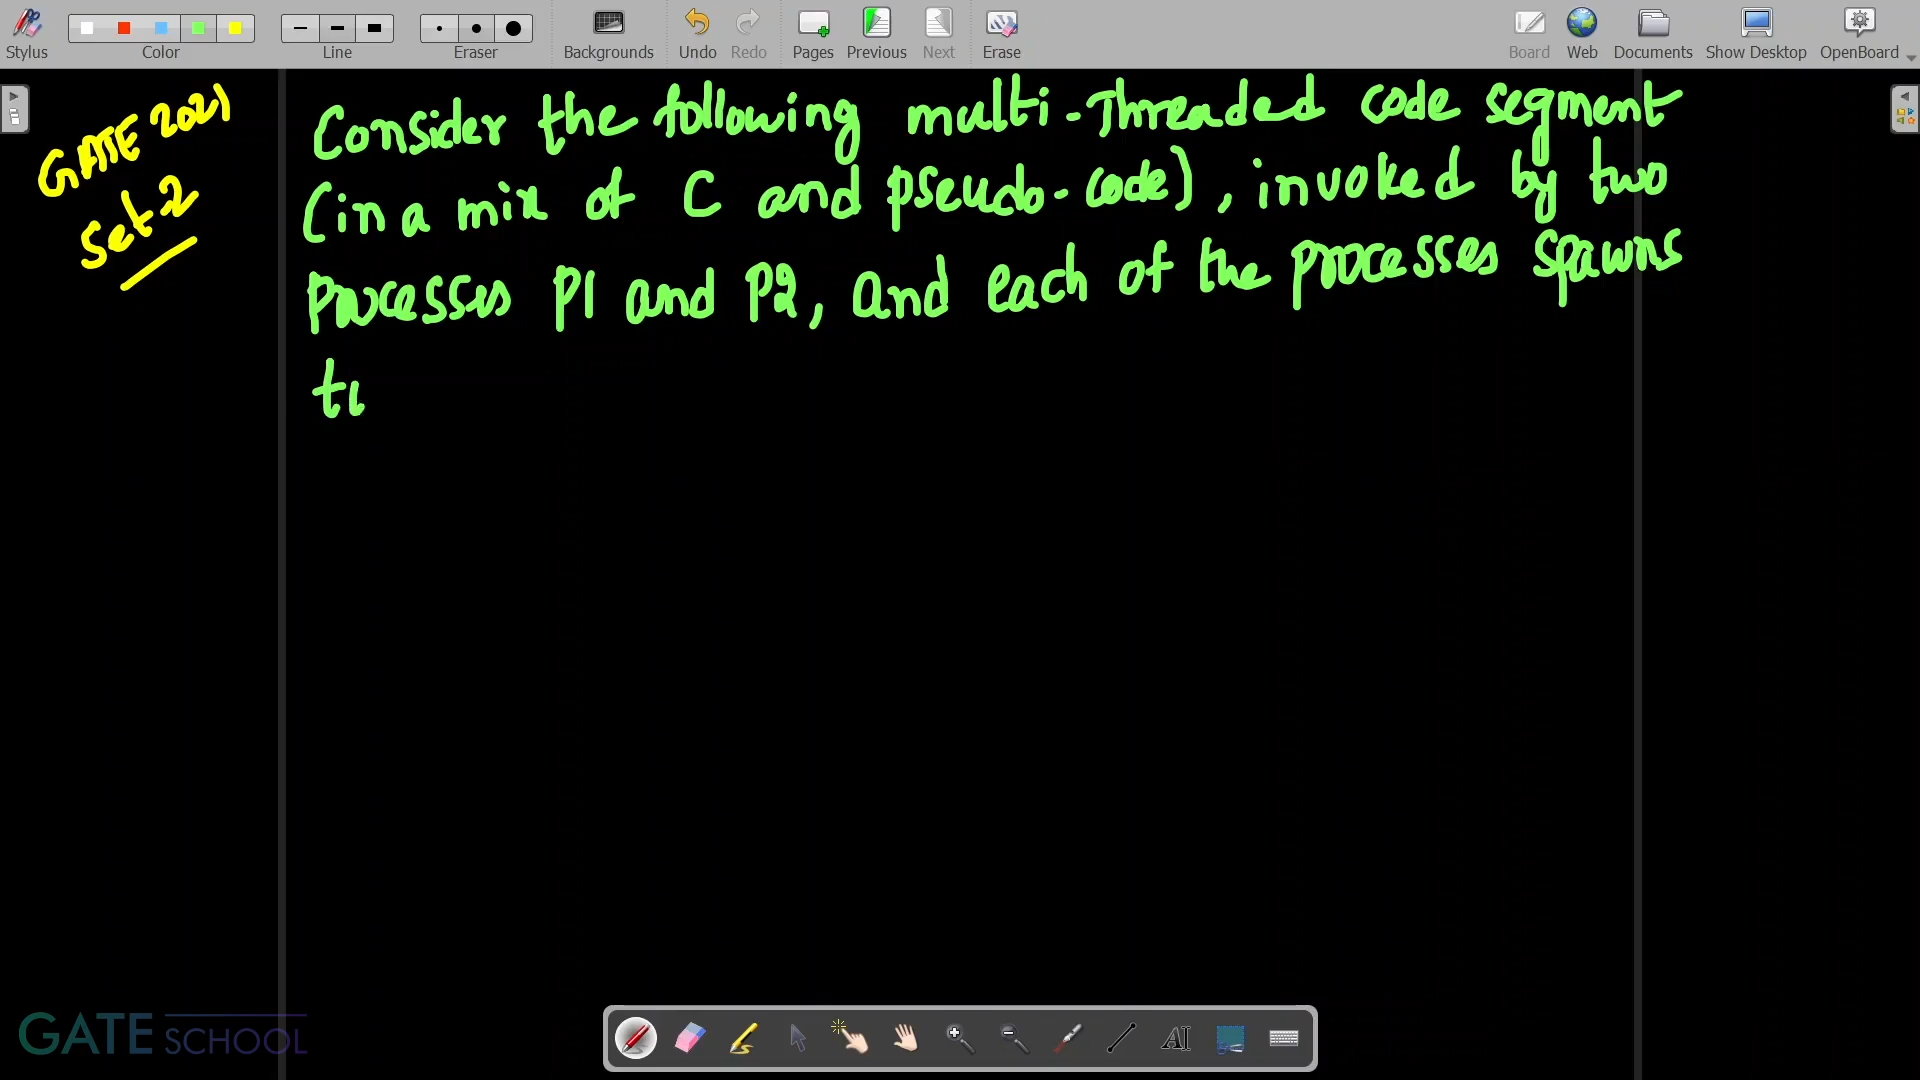 Stylus
Color
Line
Eraser
Backgrounds
Undo
Redo
Pages
Previous
Next
Erase
Board
Web
Documents
Show Desktop
OpenBoard
GATE 2021
Set 2
Consider the following multi-Threaded code segment
(in a mix of C and pseudo-code), invoked by two
processes P1 and P2, and each of the processes spawns
GATE SCHOOL
AI